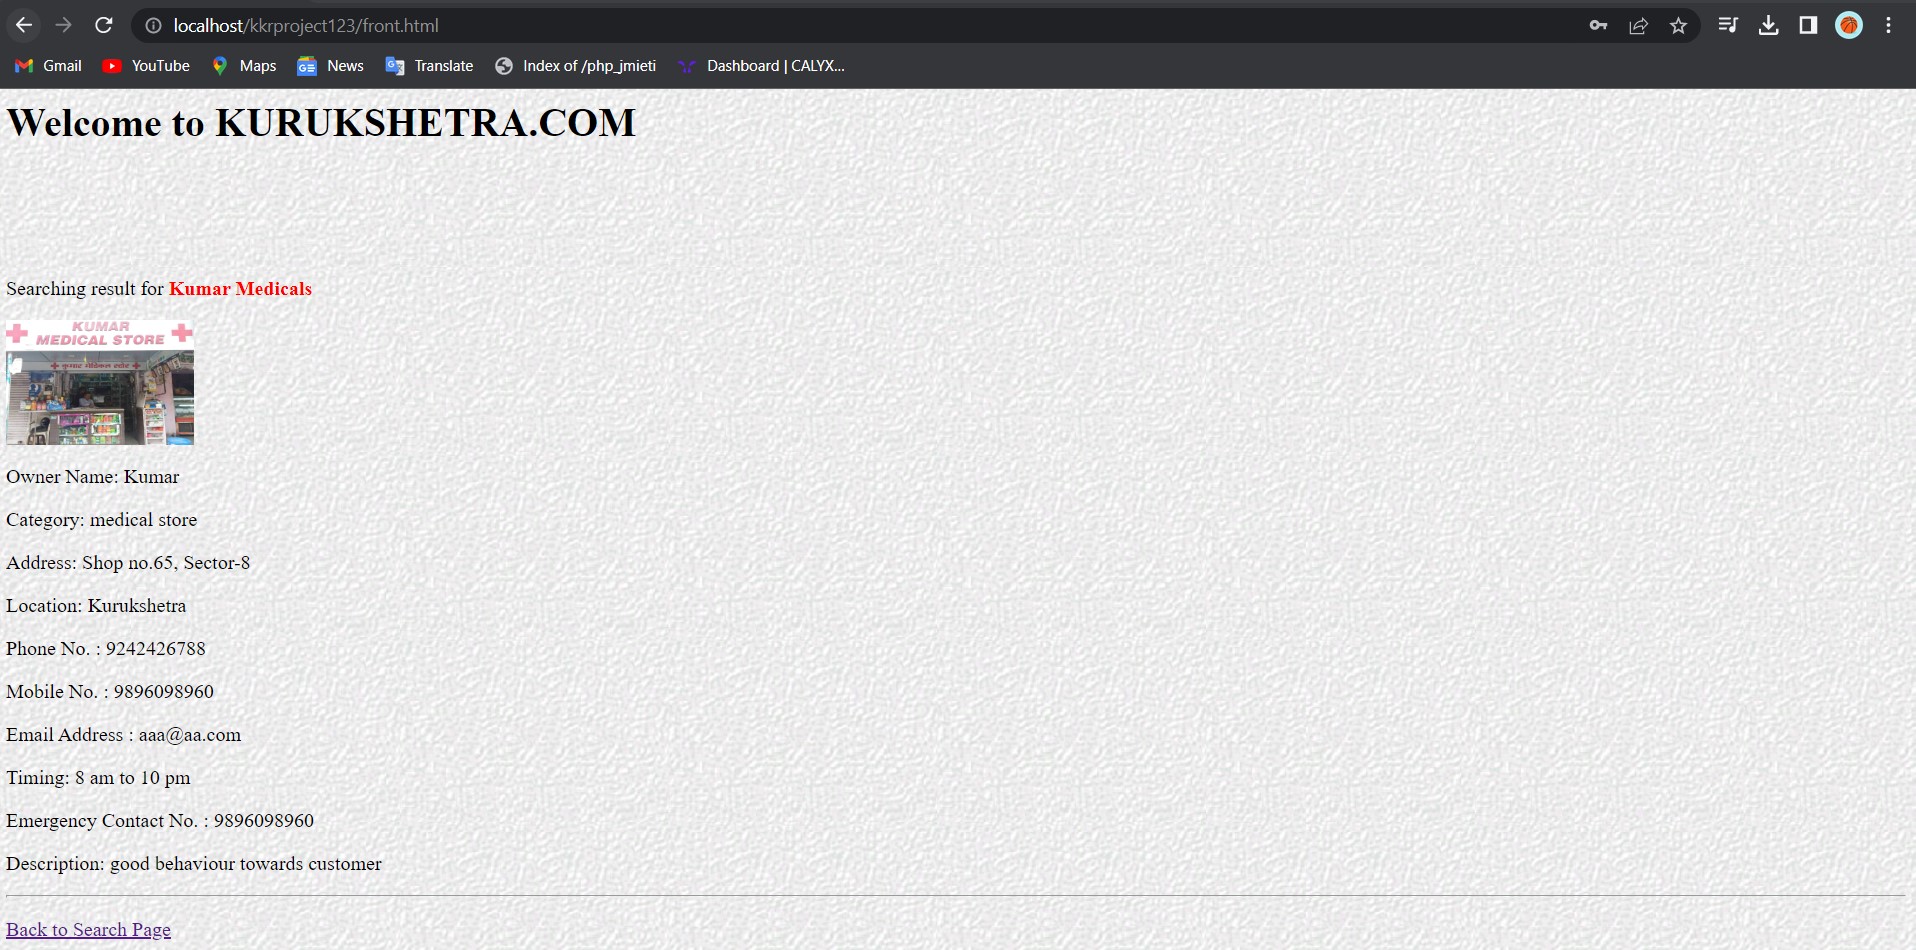 localhost/kkrproject123/front.html
Gmail YouTube Maps News Translate Index of /php_jmieti Dashboard | CALYX...
Welcome to KURUKSHETRA.COM
Searching result for Kumar Medicals
KUMAR
MEDICAL STORE
कुमार मेडिकल स्टोर
Owner Name: Kumar
Category: medical store
Address: Shop no.65, Sector-8
Location: Kurukshetra
Phone No. : 9242426788
Mobile No. : 9896098960
Email Address : aaa@aa.com
Timing: 8 am to 10 pm
Emergency Contact No. : 9896098960
Description: good behaviour towards customer
Back to Search Page